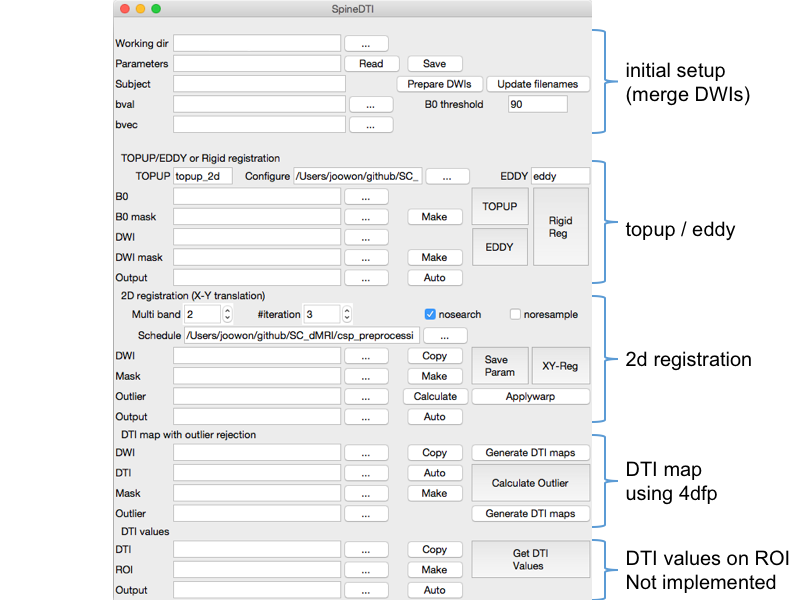 SpineDTI
Working dir ...
Parameters Read Save
Subject Prepare DWIs Update filenames
bval ... B0 threshold 90
bvec ...
initial setup
(merge DWIs)
TOPUP/EDDY or Rigid registration
TOPUP topup_2d Configure /Users/joowon/github/SC_ ... EDDY eddy
B0 ... TOPUP
B0 mask ... Make
Rigid
Reg
DWI ... EDDY
DWI mask ... Make
Output ... Auto
topup / eddy
2D registration (X-Y translation)
Multi band 2 #iteration 3 nosearch noresample
Schedule /Users/joowon/github/SC_dMRI/csp_preprocessi ...
DWI ... Copy
Save
Param
XY-Reg
Mask ... Make
Outlier ... Calculate Applywarp
Output ... Auto
2d registration
DTI map with outlier rejection
DWI ... Copy Generate DTI maps
DTI ... Auto Calculate Outlier
Mask ... Make
Outlier ... Generate DTI maps
DTI map
using 4dfp
DTI values
DTI ... Copy
Get DTI
Values
ROI ... Make
Output ... Auto
DTI values on ROI
Not implemented